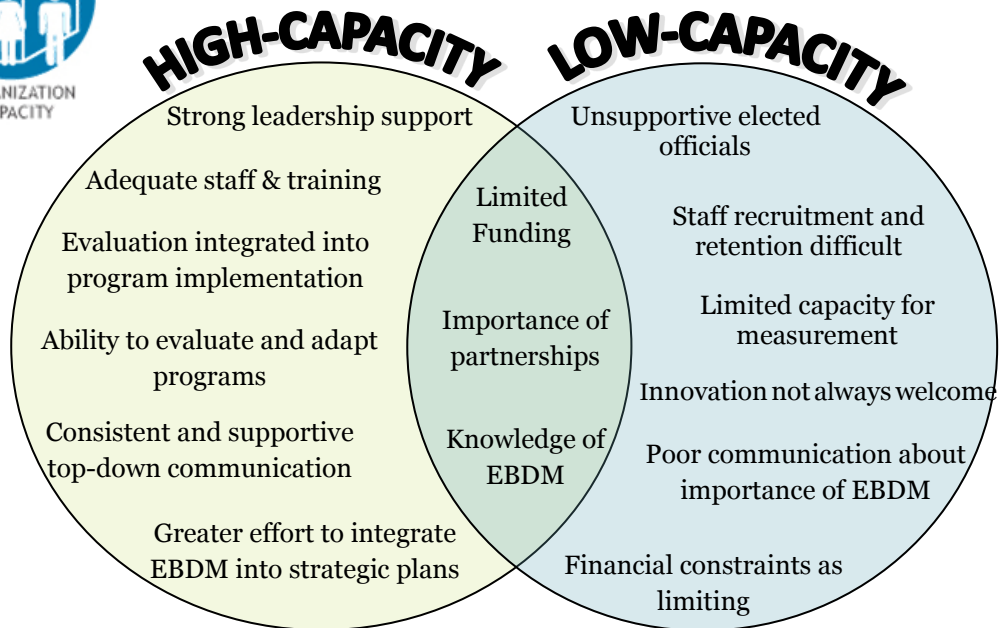 ANIZATION
PACITY
HIGH-CAPACITY
LOW-CAPACITY
Strong leadership support
Adequate staff & training
Evaluation integrated into
program implementation
Ability to evaluate and adapt
programs
Consistent and supportive
top-down communication
Greater effort to integrate
EBDM into strategic plans
Limited
Funding
Importance of
partnerships
Knowledge of
EBDM
Unsupportive elected
officials
Staff recruitment and
retention difficult
Limited capacity for
measurement
Innovation not always welcome
Poor communication about
importance of EBDM
Financial constraints as
limiting